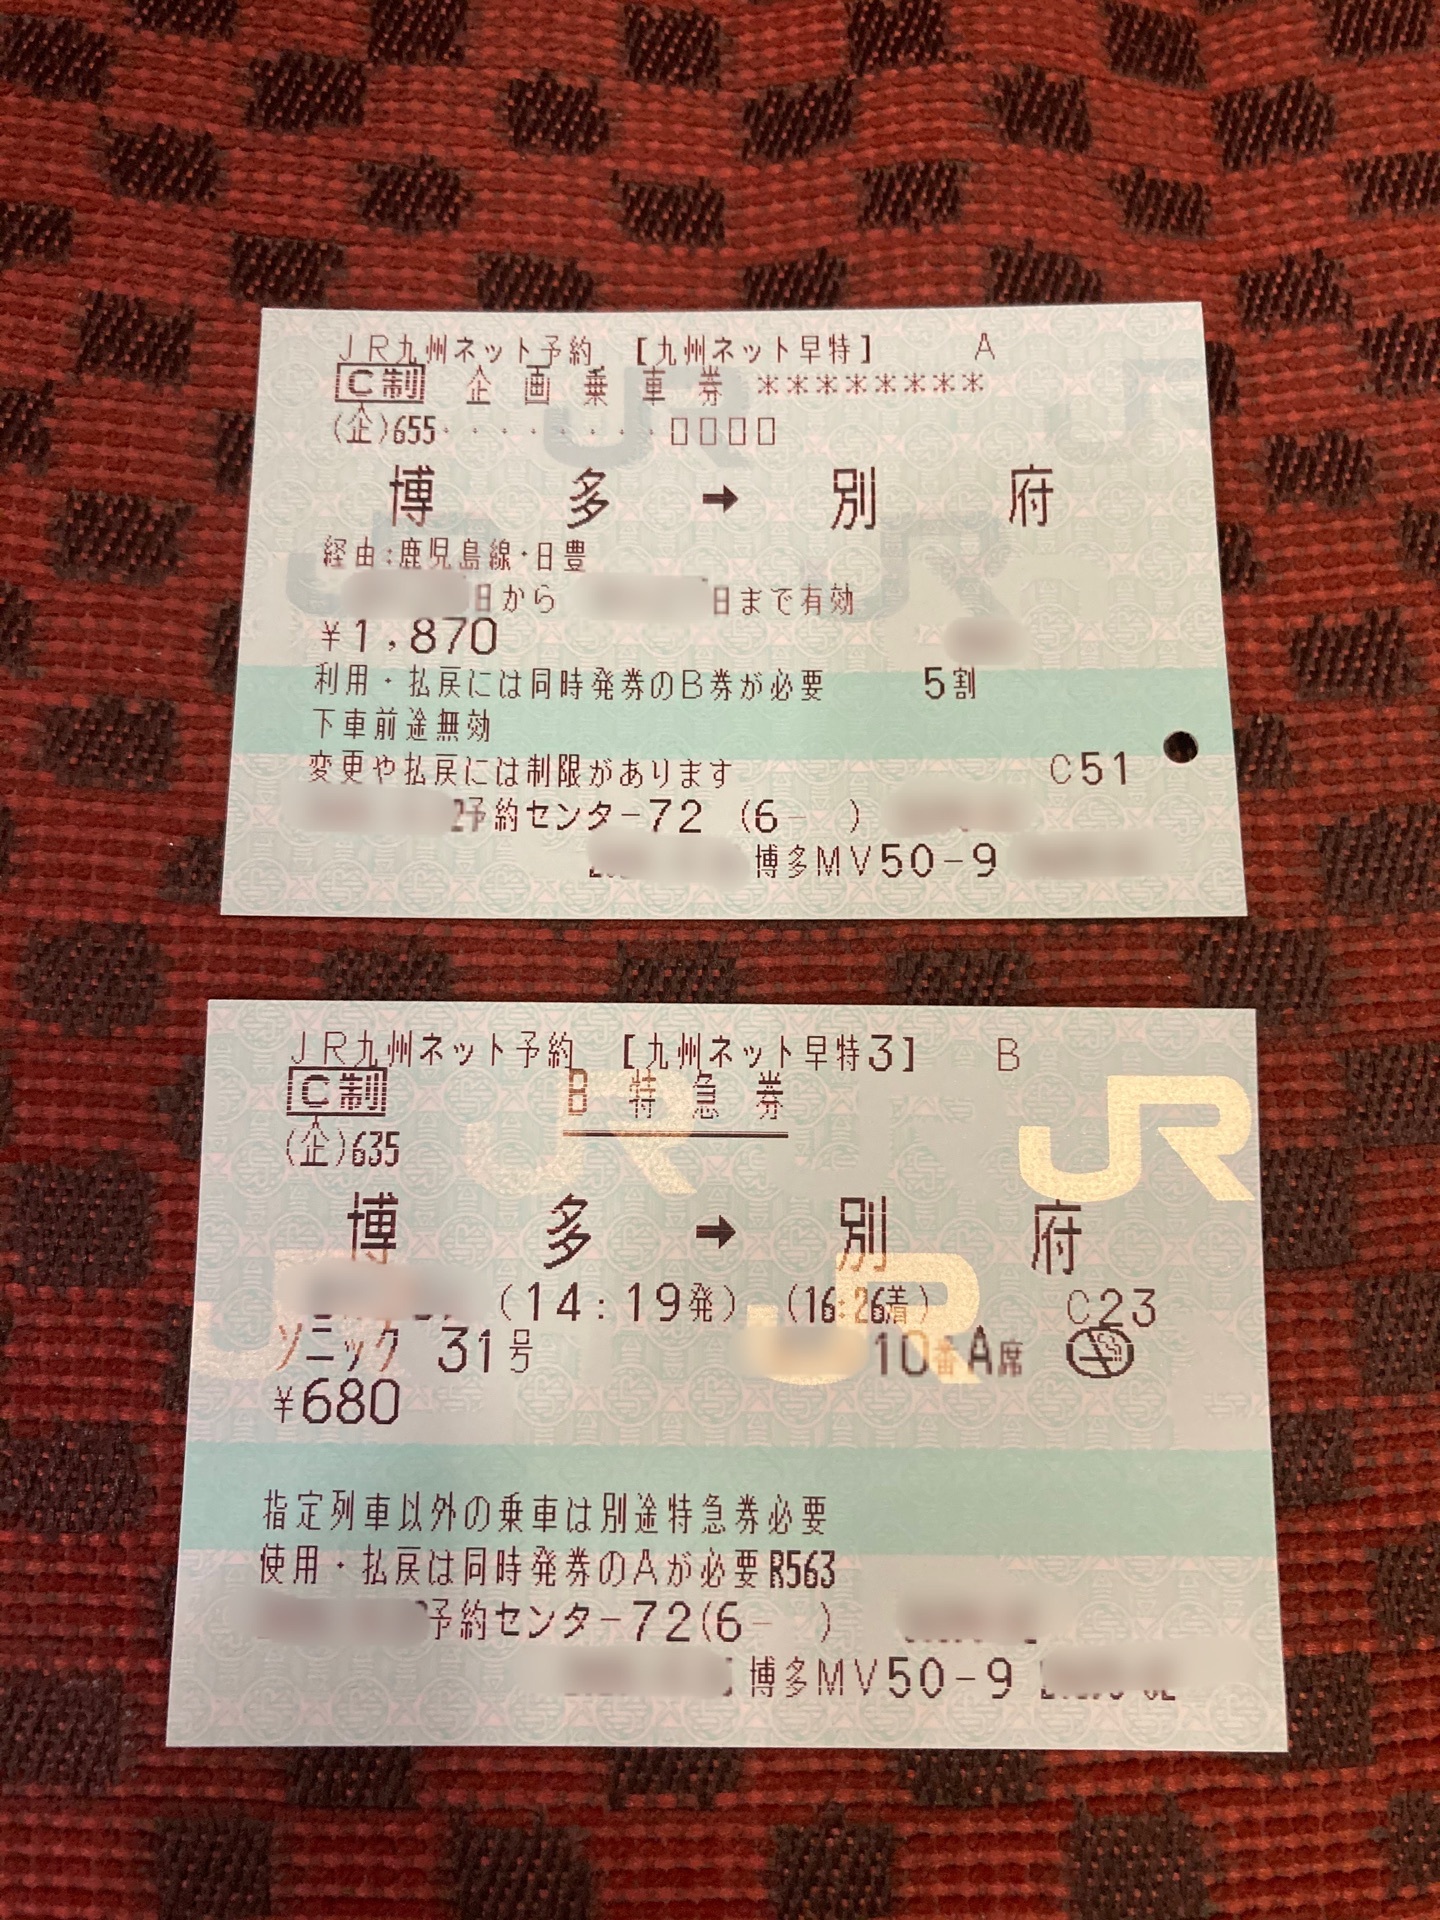 JR九州ネット予約 [九州ネット早特] A
C制 企画乗車券 ********
(企)655・・・・・・・・□□□□
博多→別府
経由:鹿児島線・日豊
日から 日まで有効
¥1,870
利用・払戻には同時発券のB券が必要 5割
下車前途無効
変更や払戻には制限があります C51
予約センター72 (6- )
博多MV50-9
JR九州ネット予約 [九州ネット早特3] B
C制 B特急券
(企)635
博多→別府
(14:19発) (16:26着) C23
ソニック 31号 10番A席
¥680
指定列車以外の乗車は別途特急券必要
使用・払戻は同時発券のAが必要R563
予約センター72(6- )
博多MV50-9
JR
JR
JR
JR